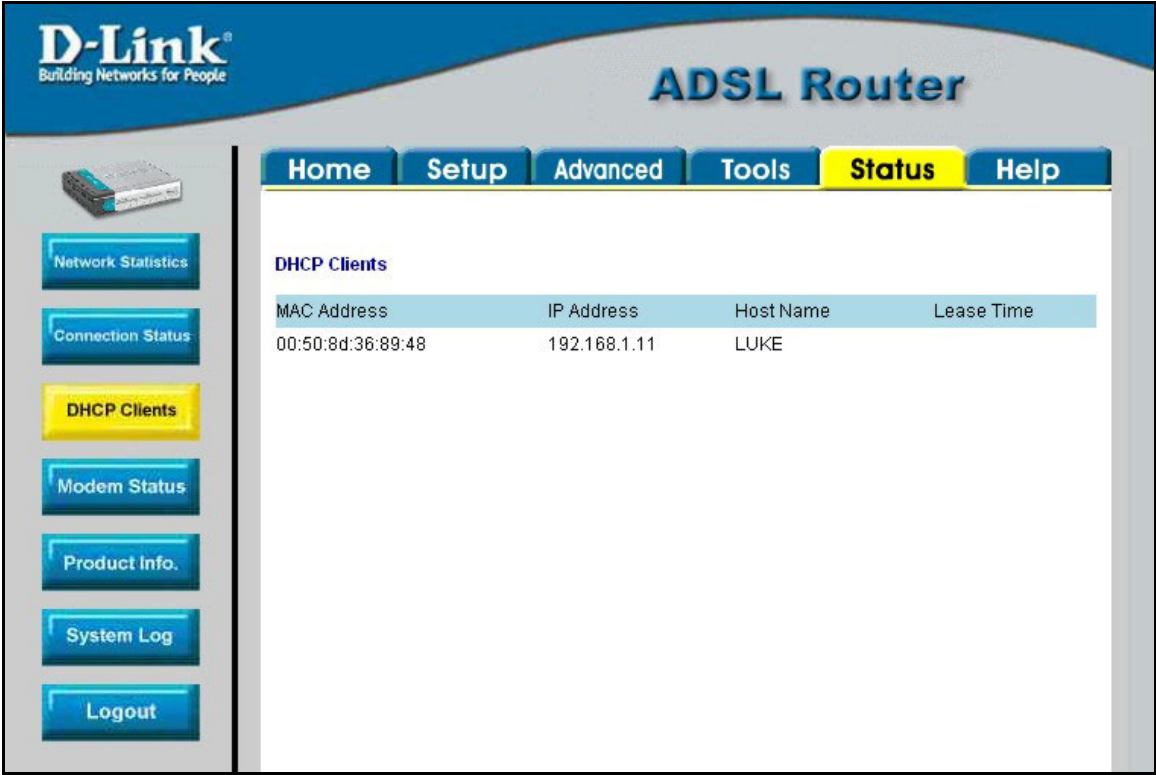 D-Link®
Building Networks for People
ADSL Router
Home Setup Advanced Tools Status Help
Network Statistics
Connection Status
DHCP Clients
Modem Status
Product Info.
System Log
Logout
DHCP Clients
MAC Address IP Address Host Name Lease Time
00:50:8d:36:89:48 192.168.1.11 LUKE